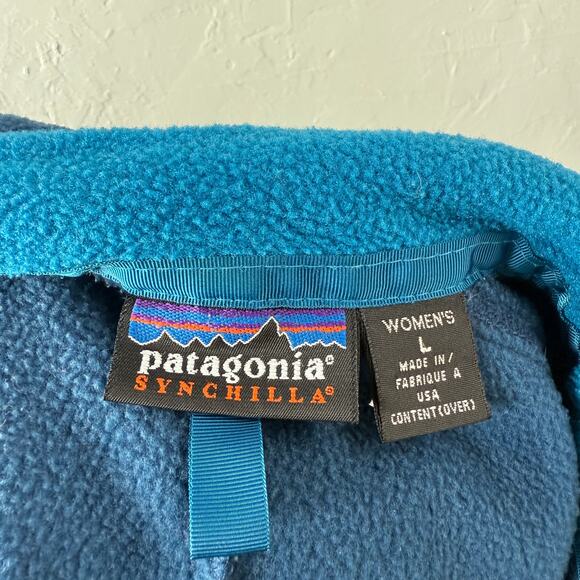 patagonia®
SYNCHILLA®
WOMEN'S
L
MADE IN/
FABRIQUE A
USA
CONTENT(OVER)